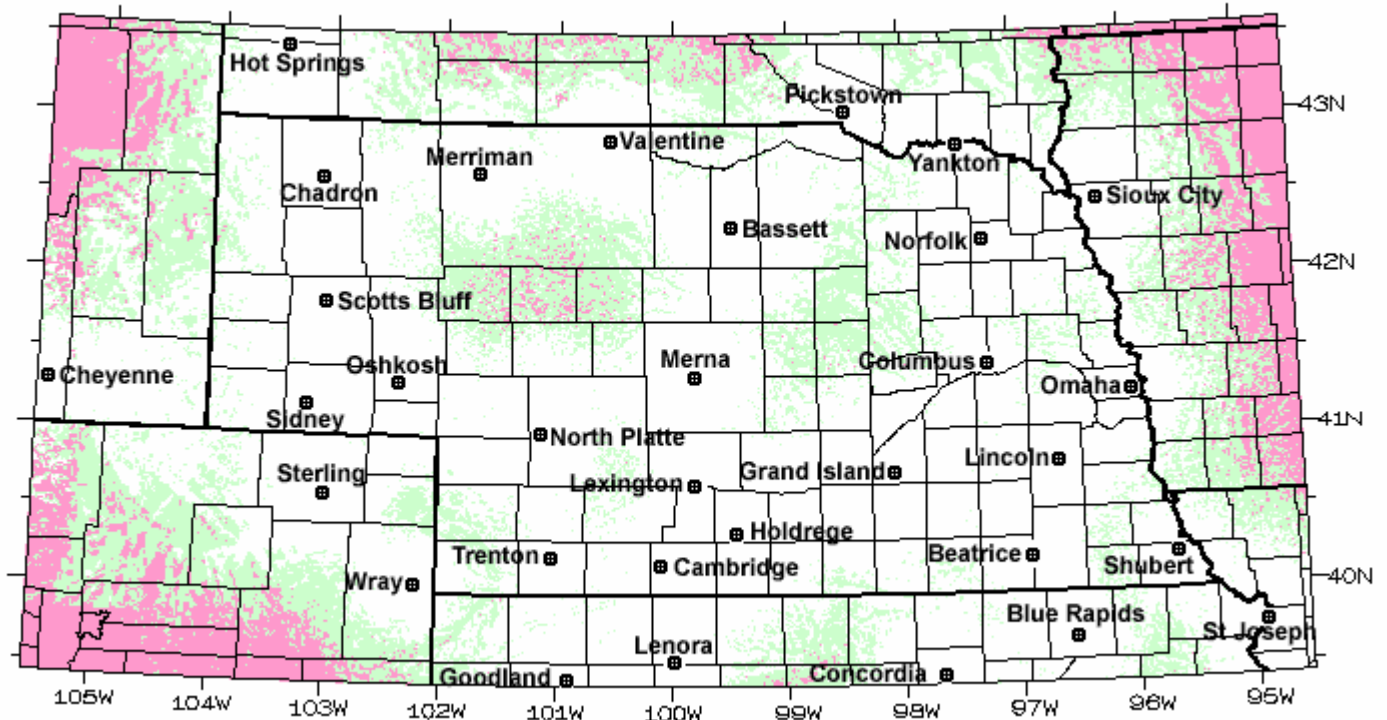 Hot Springs
Pickstown
43N
Valentine
Merriman
Yankton
Chadron
Sioux City
Bassett
Norfolk
42N
Scotts Bluff
Oshkosh
Merna
Columbus
Cheyenne
Omaha
Sidney
41N
North Platte
Sterling
Lexington
Grand Island
Lincoln
Holdrege
Trenton
Cambridge
Beatrice
Shubert
Wray
40N
Blue Rapids
St Joseph
Lenora
Goodland
Concordia
105W 104W 103W 102W 101W 100W 99W 98W 97W 96W 95W